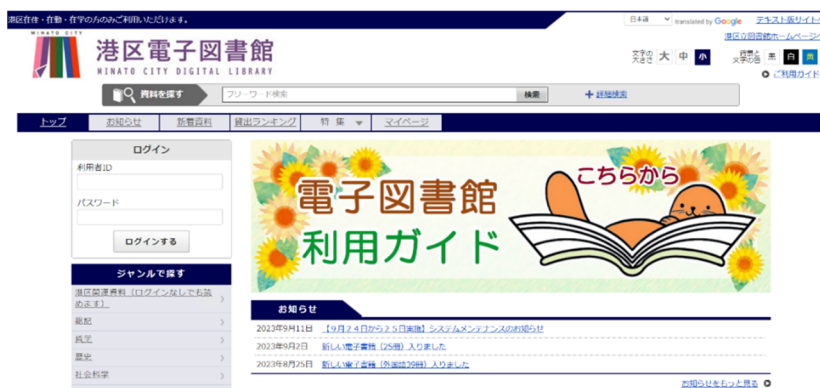 港区在住・在勤・在学の方のみご利用いただけます。
日本語 translated by Google テキスト版サイトへ
港区立図書館ホームページへ
MINATO CITY
港区電子図書館
MINATO CITY DIGITAL LIBRARY
文字の大きさ 大 中 小
背景と文字の色 黒 白 黄
ご利用ガイド
資料を探す フリーワード検索 検索 + 詳細検索
トップ お知らせ 新着資料 貸出ランキング 特集 マイページ
ログイン
利用者ID
パスワード
ログインする
電子図書館
利用ガイド
こちらから
ジャンルで探す
港区関連資料（ログインなしでも読
めます）
総記
哲学
歴史
社会科学
お知らせ
2023年9月11日 【9月24日から25日実施】システムメンテナンスのお知らせ
2023年9月2日 新しい電子書籍（25冊）入りました
2023年8月25日 新しい電子書籍（外国語39冊）入りました
お知らせをもっと見る